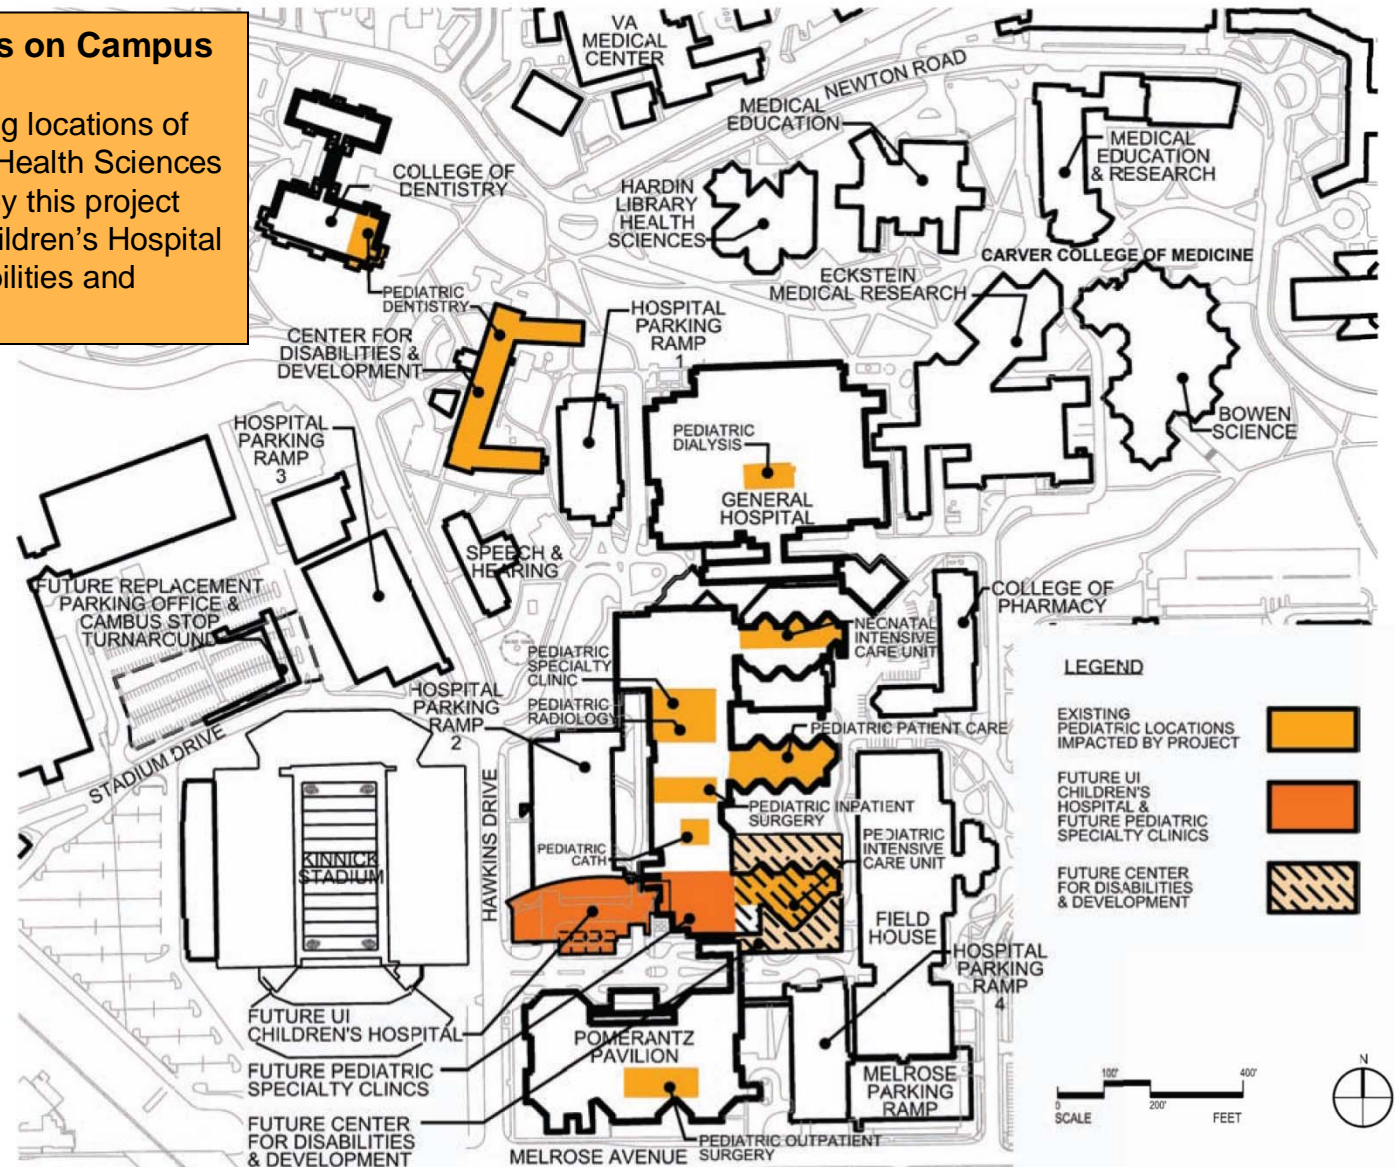 s on Campus
g locations of
Health Sciences
y this project
ildren's Hospital
bilities and
VA
MEDICAL
CENTER
NEWTON ROAD
MEDICAL
EDUCATION
MEDICAL
EDUCATION
& RESEARCH
COLLEGE OF
DENTISTRY
HARDIN
LIBRARY
HEALTH
SCIENCES
CARVER COLLEGE OF MEDICINE
ECKSTEIN
MEDICAL RESEARCH
PEDIATRIC
DENTISTRY
HOSPITAL
PARKING
RAMP
1
CENTER FOR
DISABILITIES &
DEVELOPMENT
BOWEN
SCIENCE
HOSPITAL
PARKING
RAMP
3
PEDIATRIC
DIALYSIS
GENERAL
HOSPITAL
SPEECH &
HEARING
FUTURE REPLACEMENT
PARKING OFFICE &
CAMBUS STOP
TURNAROUND
COLLEGE OF
PHARMACY
NEONATAL
INTENSIVE
CARE UNIT
PEDIATRIC
SPECIALTY
CLINIC
PEDIATRIC
RADIOLOGY
HOSPITAL
PARKING
RAMP
2
PEDIATRIC PATIENT CARE
STADIUM DRIVE
HAWKINS DRIVE
PEDIATRIC INPATIENT
SURGERY
PEDIATRIC
CATH
PEDIATRIC
INTENSIVE
CARE UNIT
KINNICK
STADIUM
FIELD
HOUSE
HOSPITAL
PARKING
RAMP
4
FUTURE UI
CHILDREN'S HOSPITAL
FUTURE PEDIATRIC
SPECIALTY CLINCS
FUTURE CENTER
FOR DISABILITIES
& DEVELOPMENT
POMERANTZ
PAVILION
MELROSE
PARKING
RAMP
PEDIATRIC OUTPATIENT
SURGERY
MELROSE AVENUE
LEGEND
EXISTING
PEDIATRIC LOCATIONS
IMPACTED BY PROJECT
FUTURE UI
CHILDREN'S
HOSPITAL &
FUTURE PEDIATRIC
SPECIALTY CLINICS
FUTURE CENTER
FOR DISABILITIES
& DEVELOPMENT
0 100' 200' 400'
SCALE FEET
N